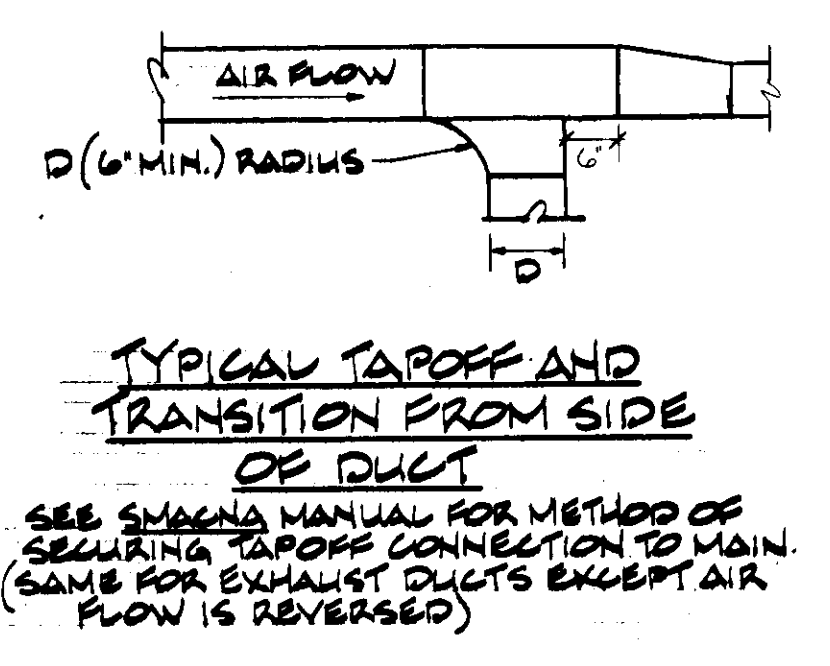 AIR FLOW
D (6" MIN.) RADIUS
6"
D
TYPICAL TAPOFF AND
TRANSITION FROM SIDE
OF DUCT
SEE SMACNA MANUAL FOR METHOD OF
SECURING TAPOFF CONNECTION TO MAIN.
(SAME FOR EXHAUST DUCTS EXCEPT AIR
FLOW IS REVERSED)